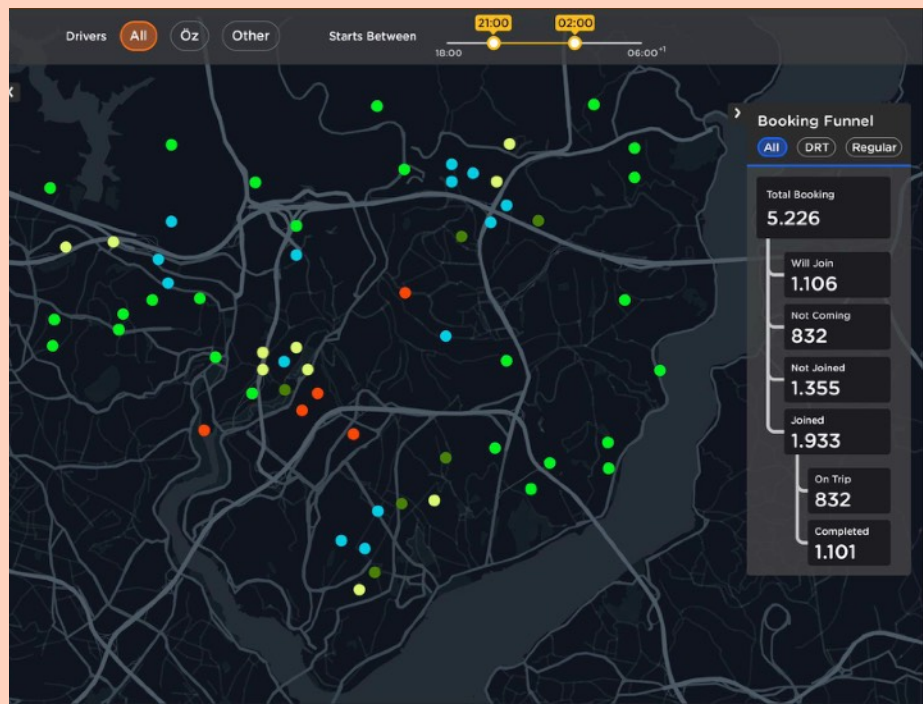 Drivers All Öz Other Starts Between 21:00 02:00
18:00 06:00+1
Booking Funnel
All DRT Regular
Total Booking
5.226
Will Join
1.106
Not Coming
832
Not Joined
1.355
Joined
1.933
On Trip
832
Completed
1.101